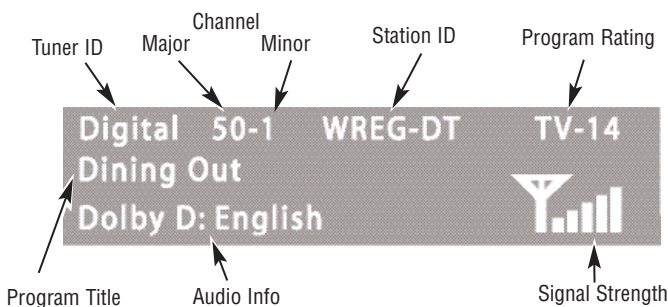 Channel
Tuner ID Major Minor Station ID Program Rating
Digital 50-1 WREG-DT TV-14
Dining Out
Dolby D: English
Program Title Audio Info Signal Strength